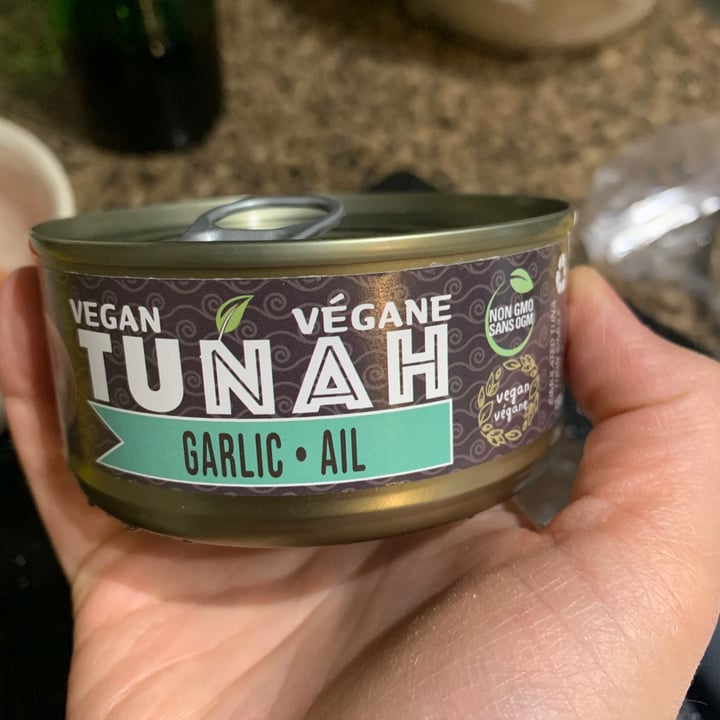 VEGAN VÉGANE
TUNAH
GARLIC • AIL
NON GMO
SANS OGM
vegan
végane
SIMULATED TUNA